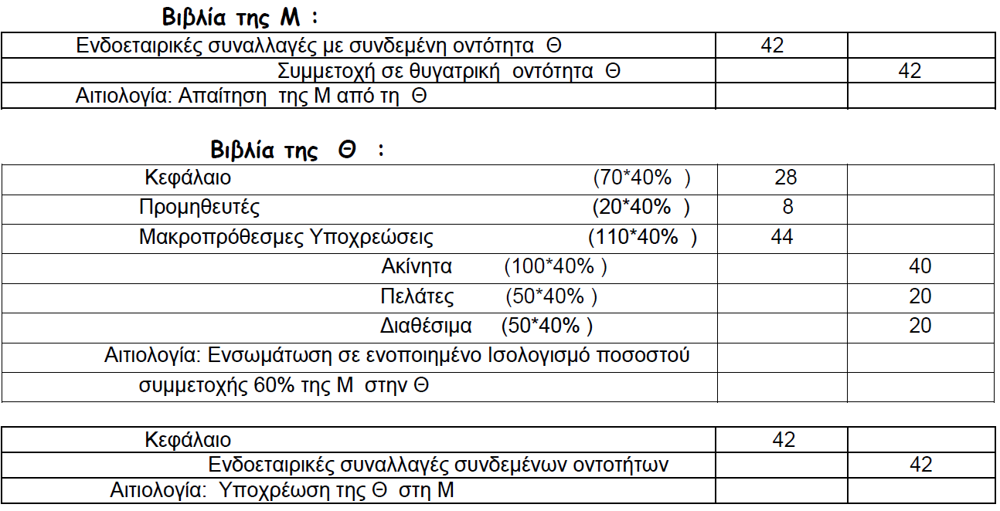 Βιβλία της Μ :
Ενδοεταιρικές συναλλαγές με συνδεμένη οντότητα Θ 42
Συμμετοχή σε θυγατρική οντότητα Θ 42
Αιτιολογία: Απαίτηση της Μ από τη Θ
Βιβλία της Θ :
Κεφάλαιο (70*40% ) 28
Προμηθευτές (20*40% ) 8
Μακροπρόθεσμες Υποχρεώσεις (110*40% ) 44
Ακίνητα (100*40% ) 40
Πελάτες (50*40% ) 20
Διαθέσιμα (50*40% ) 20
Αιτιολογία: Ενσωμάτωση σε ενοποιημένο Ισολογισμό ποσοστού
συμμετοχής 60% της Μ στην Θ
Κεφάλαιο 42
Ενδοεταιρικές συναλλαγές συνδεμένων οντοτήτων 42
Αιτιολογία: Υποχρέωση της Θ στη Μ